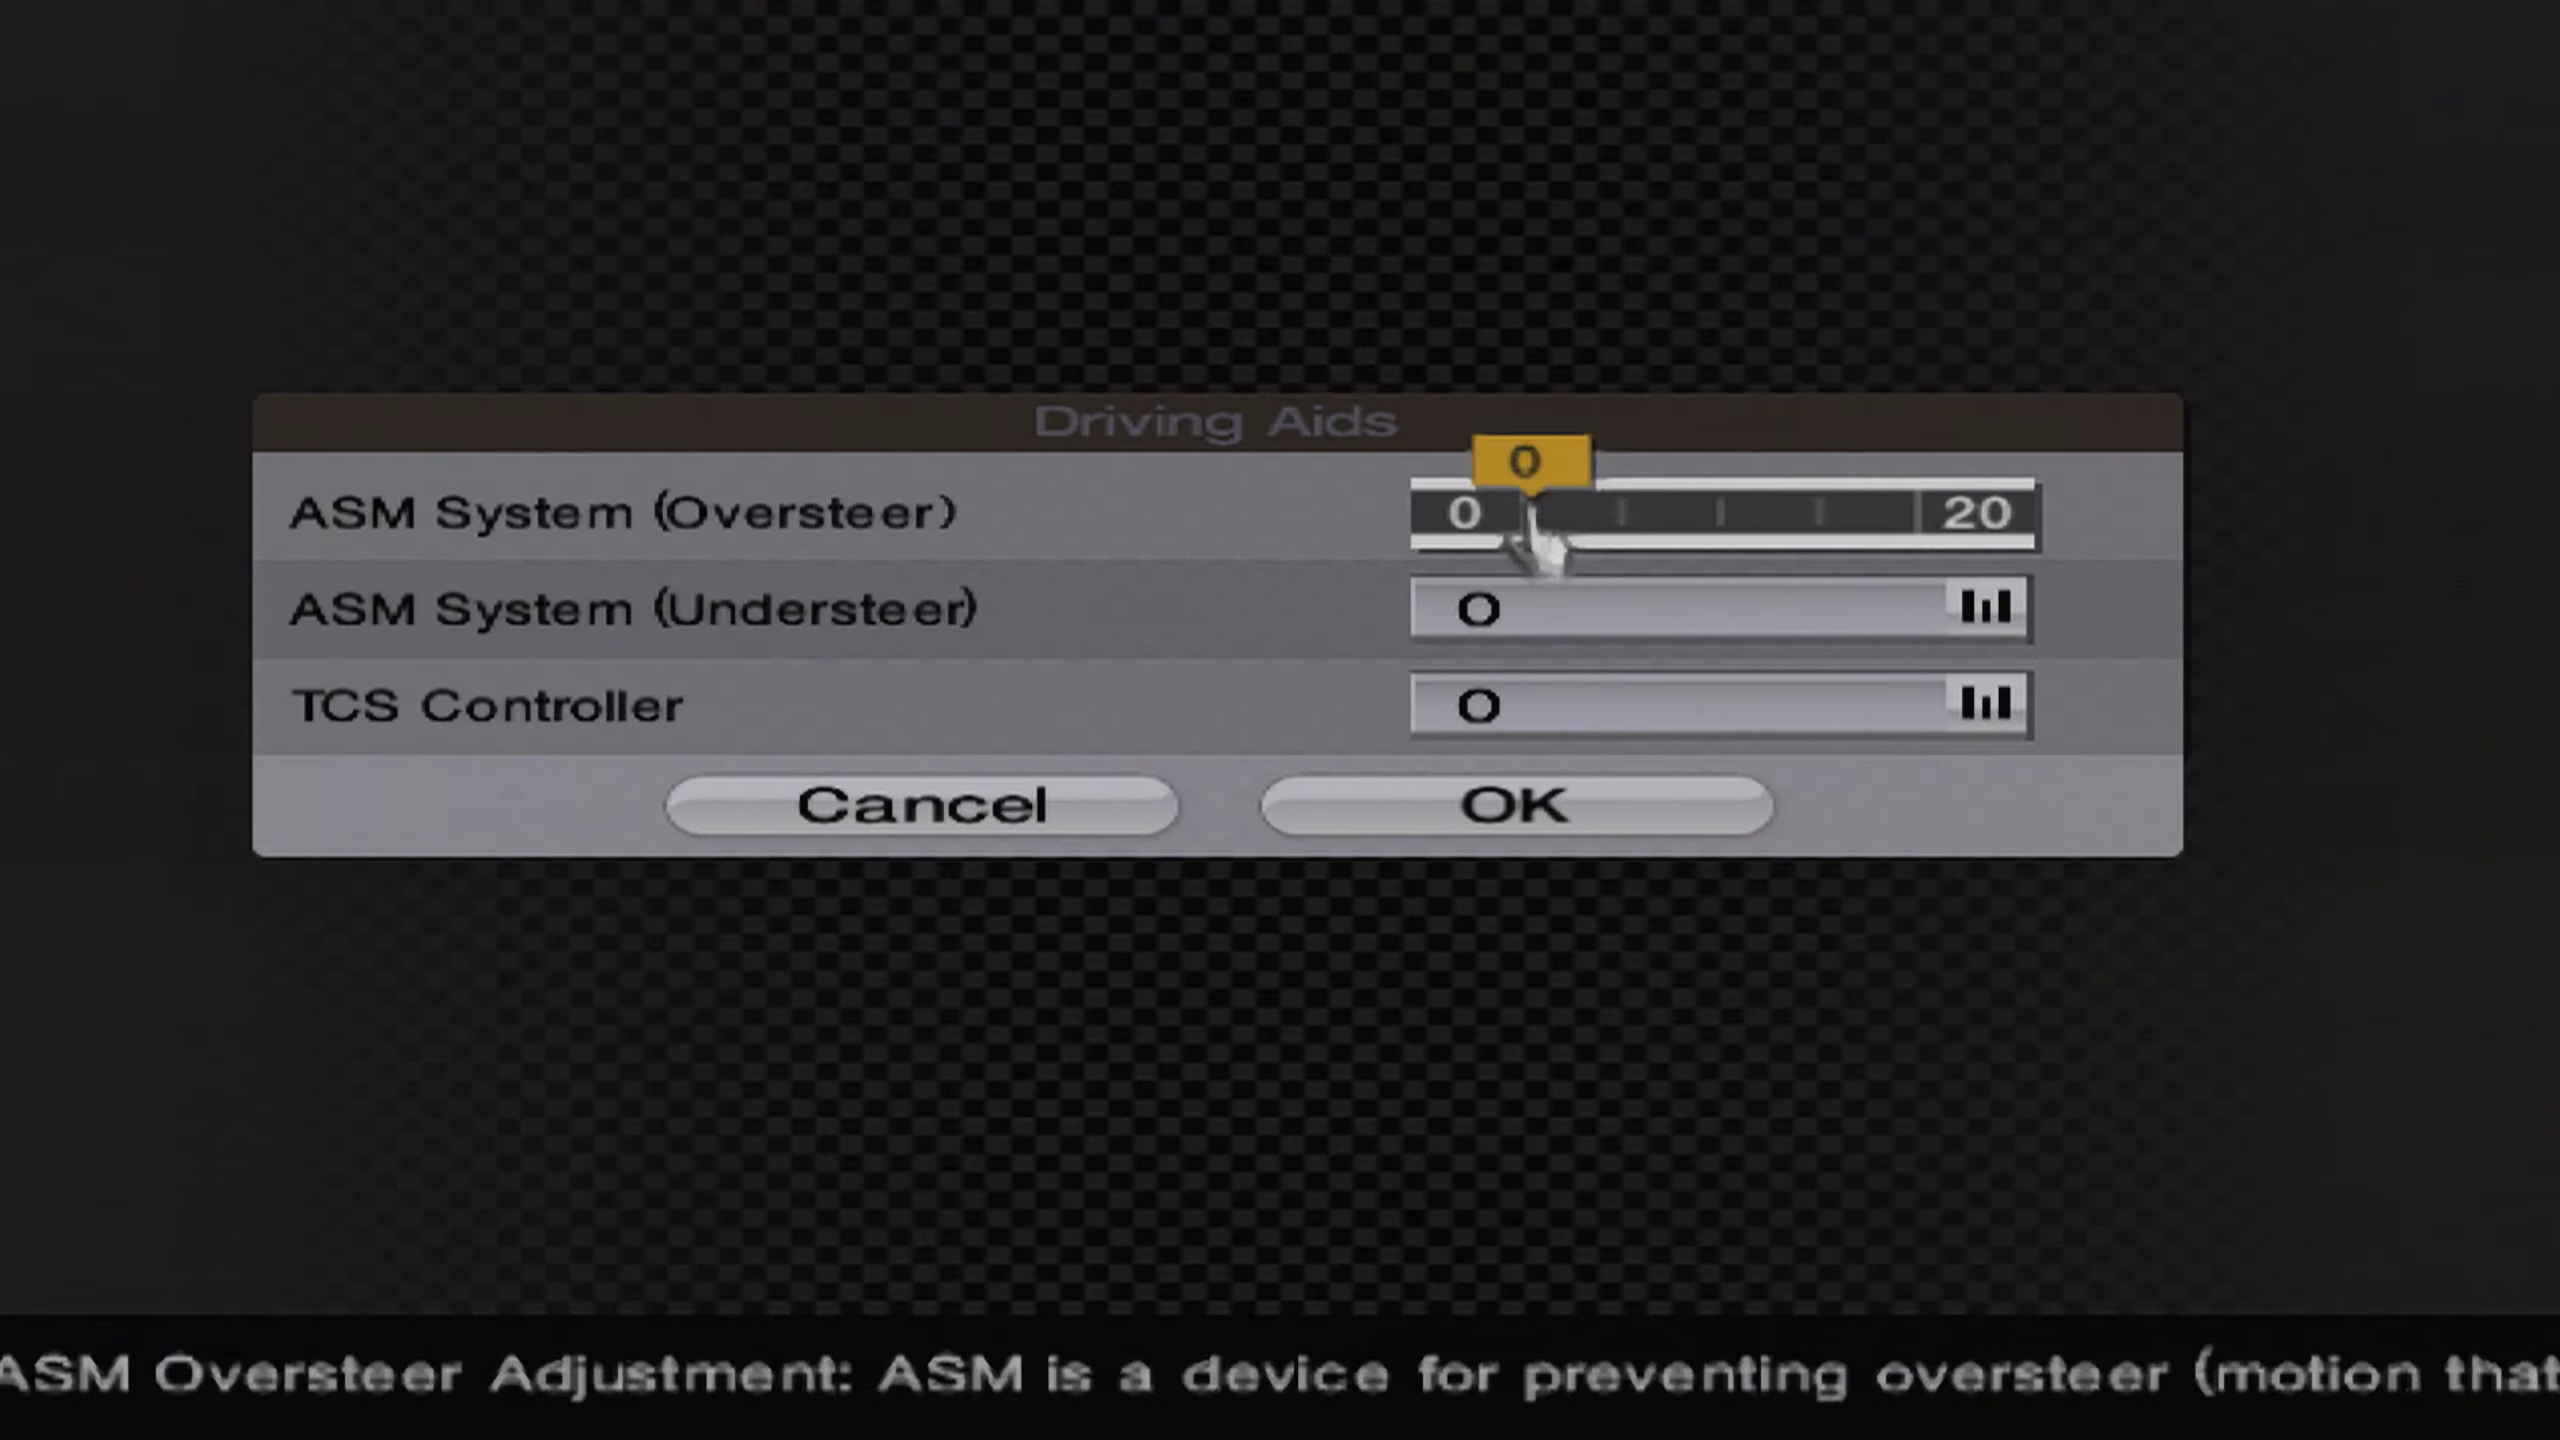 Driving Aids
0
ASM System (Oversteer)
0
20
ASM System (Understeer)
0
TCS Controller
0
Cancel
OK
ASM Oversteer Adjustment: ASM is a device for preventing oversteer (motion that